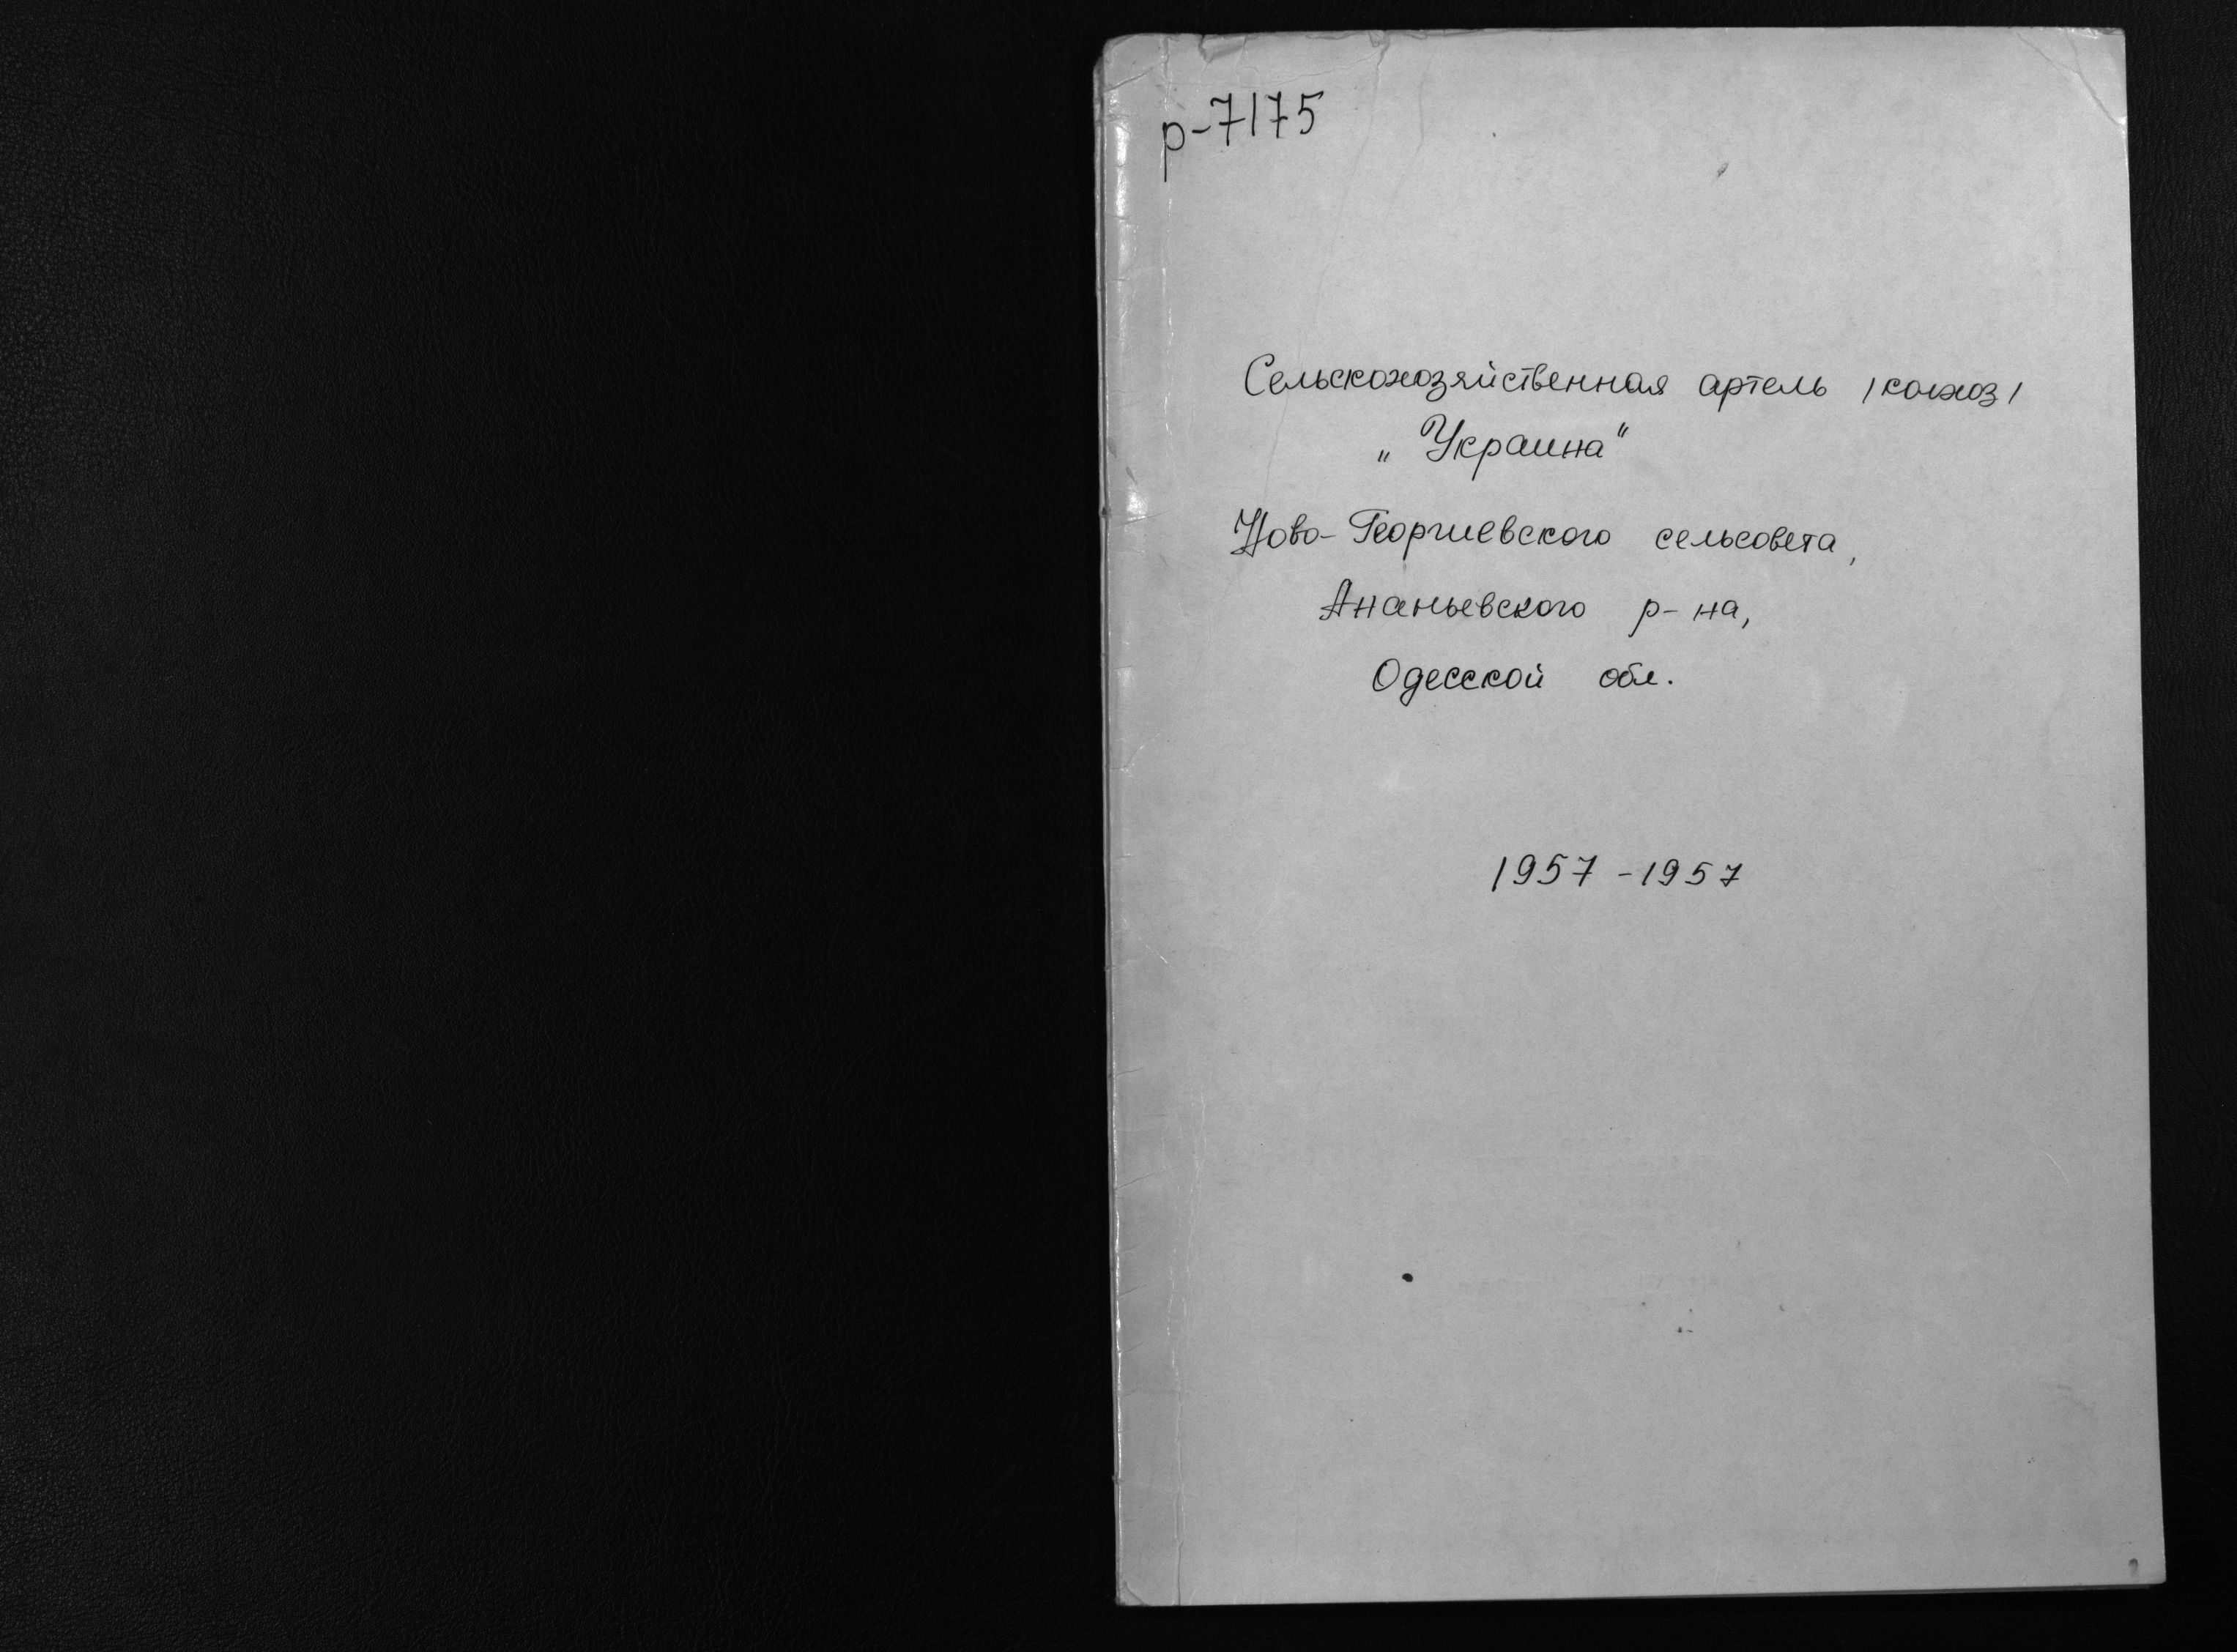 р-7175
Сельскохозяйственная артель /колхоз/
„Украина"
Ново-Георгиевского сельсовета,
Ананьевского р-на,
Одесской обл.
1957-1957